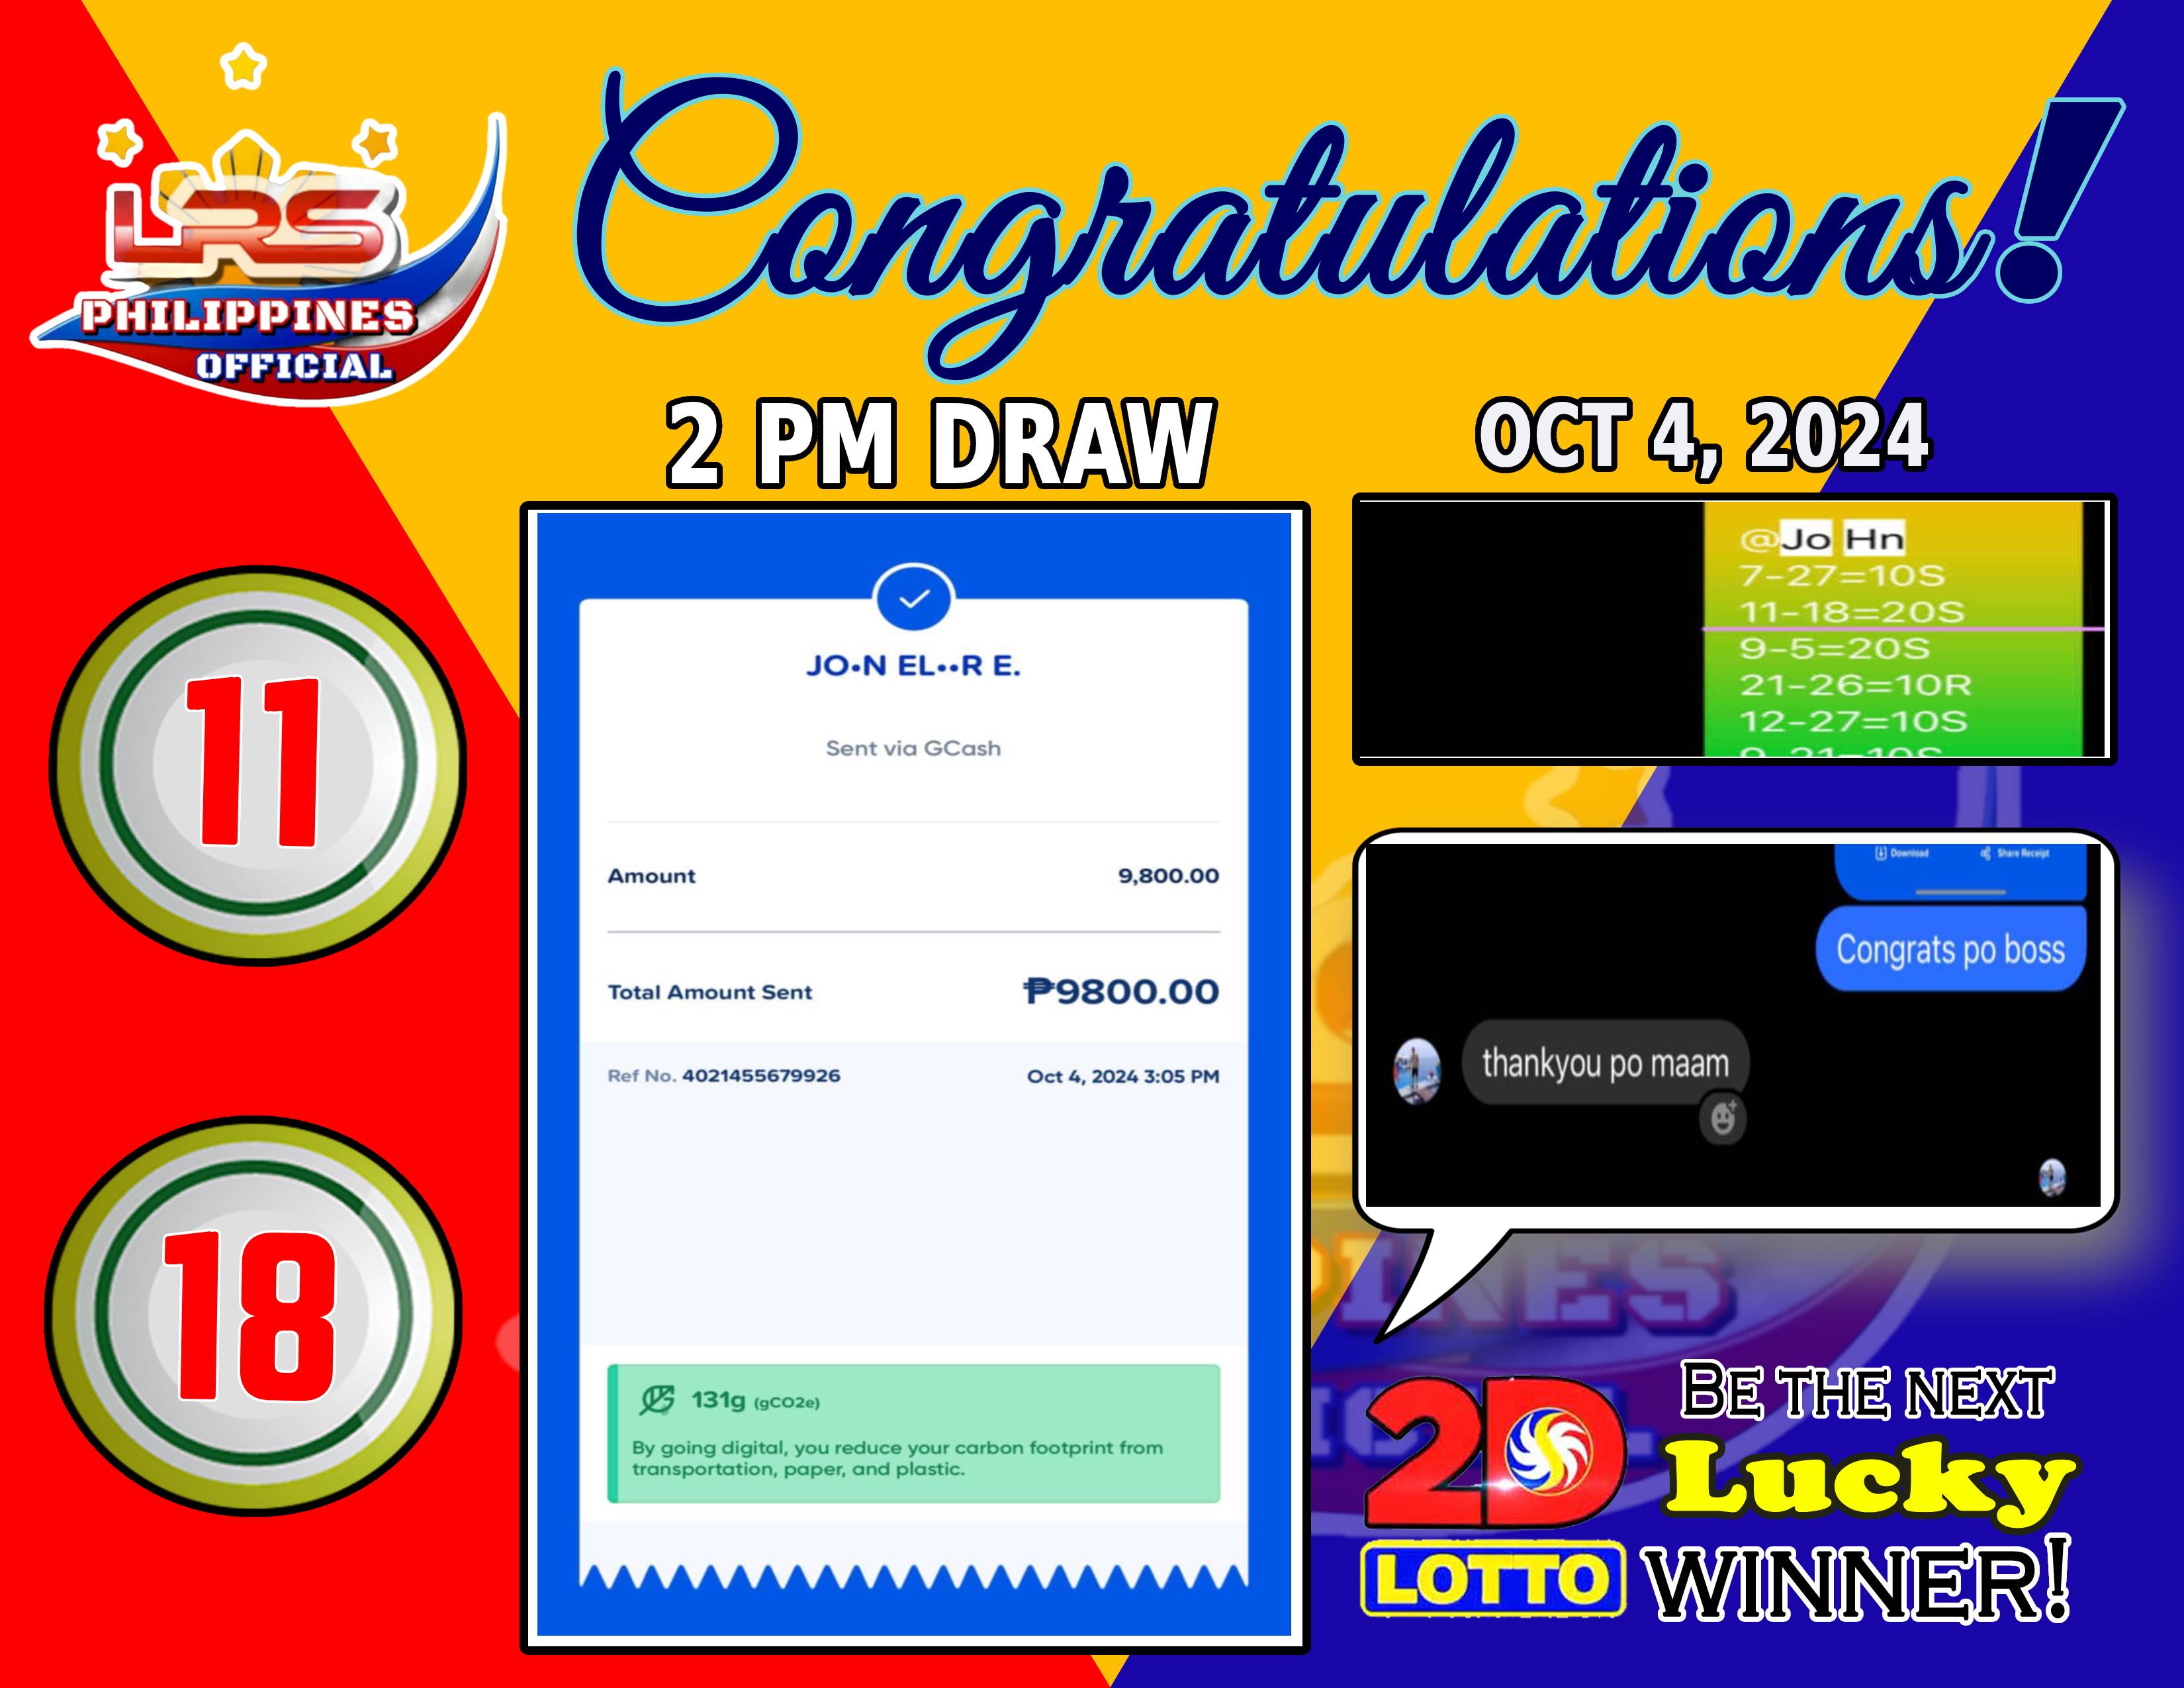 LRS
PHILIPPINES
OFFICIAL
Congratulations!
2 PM DRAW
OCT 4, 2024
11
18
JO•N EL••R E.
Sent via GCash
Amount 9,800.00
Total Amount Sent ₱9800.00
Ref No. 4021455679926 Oct 4, 2024 3:05 PM
131g (gCO2e)
By going digital, you reduce your carbon footprint from
transportation, paper, and plastic.
@Jo Hn
7-27=10S
11-18=20S
9-5=20S
21-26=10R
12-27=10S
9-21=10S
Download Share Receipt
Congrats po boss
thankyou po maam
2D
LOTTO
BE THE NEXT
Lucky
WINNER!